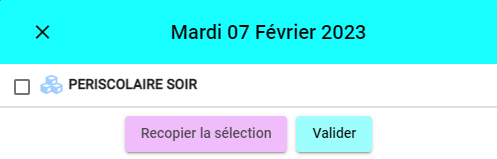 Mardi 07 Février 2023
PERISCOLAIRE SOIR
Recopier la sélection
Valider